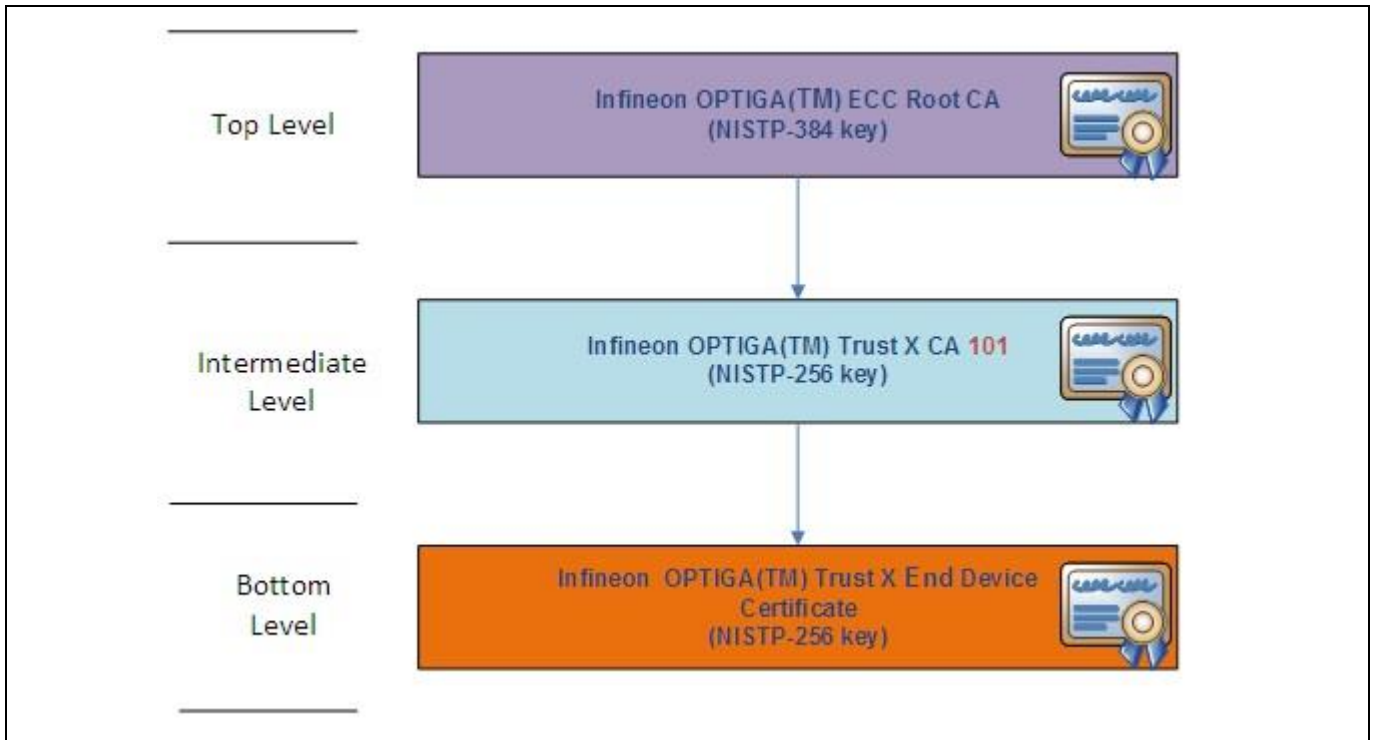 Top Level
Infineon OPTIGA(TM) ECC Root CA
(NISTP-384 key)
Intermediate
Level
Infineon OPTIGA(TM) Trust X CA 101
(NISTP-256 key)
Bottom
Level
Infineon OPTIGA(TM) Trust X End Device
Certificate
(NISTP-256 key)